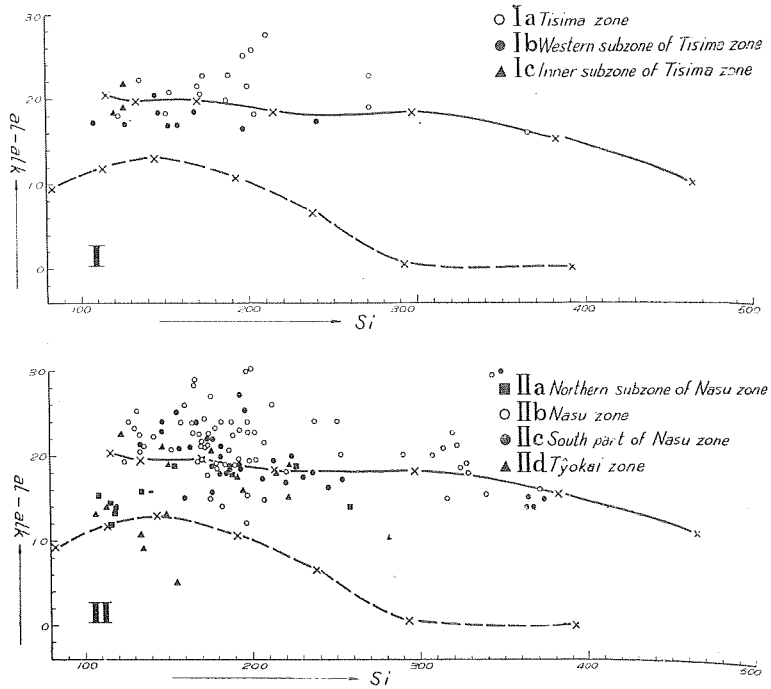 30
20
10
0
al-alk
I
○ Ia Tisima zone
● Ib Western subzone of Tisima zone
▲ Ic Inner subzone of Tisima zone
100 200 300 400 500
Si
30
20
10
0
al-alk
II
■ IIa Northern subzone of Nasu zone
○ IIb Nasu zone
● IIc South part of Nasu zone
▲ IId Tŷokai zone
100 200 300 400 500
Si